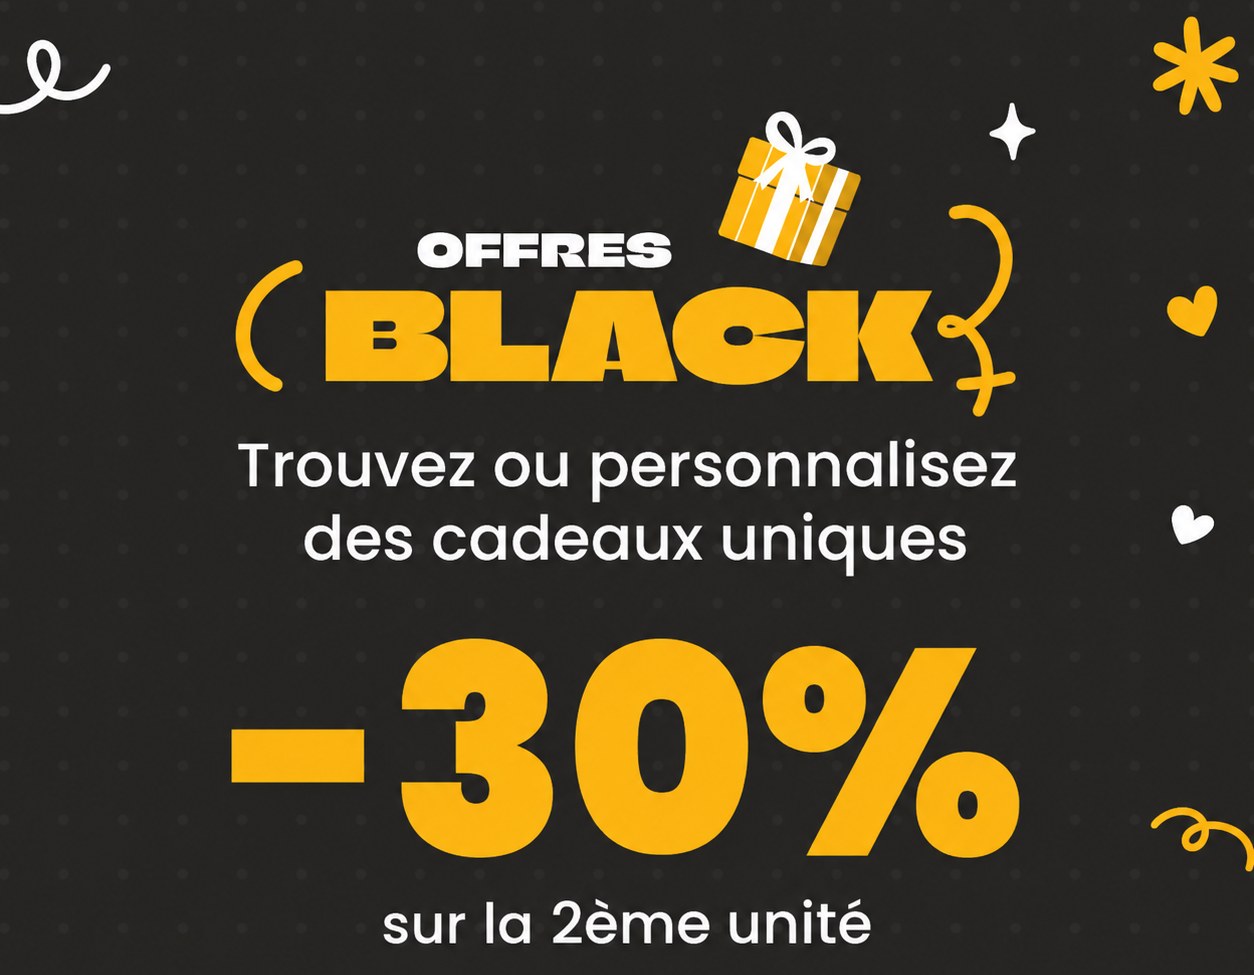 OFFRES
BLACK
Trouvez ou personnalisez
des cadeaux uniques
-30%
sur la 2ème unité